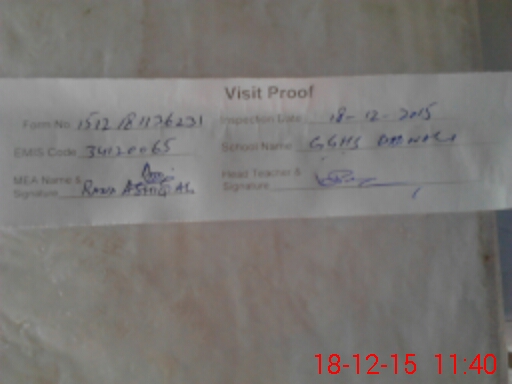 Visit Proof
Form No. 1512181136231 Inspection Date 18-12-2015
EMIS Code 34120065 School Name GGHS
MEA Name & Signature Rana Head Teacher & Signature
18-12-15 11:40